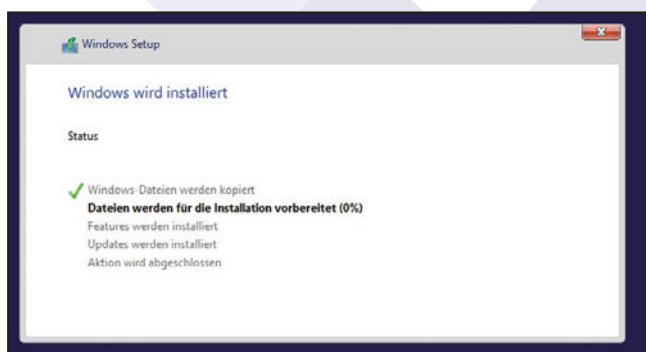 Windows Setup
Windows wird installiert
Status
Windows-Dateien werden kopiert
Dateien werden für die Installation vorbereitet (0%)
Features werden installiert
Updates werden installiert
Aktion wird abgeschlossen